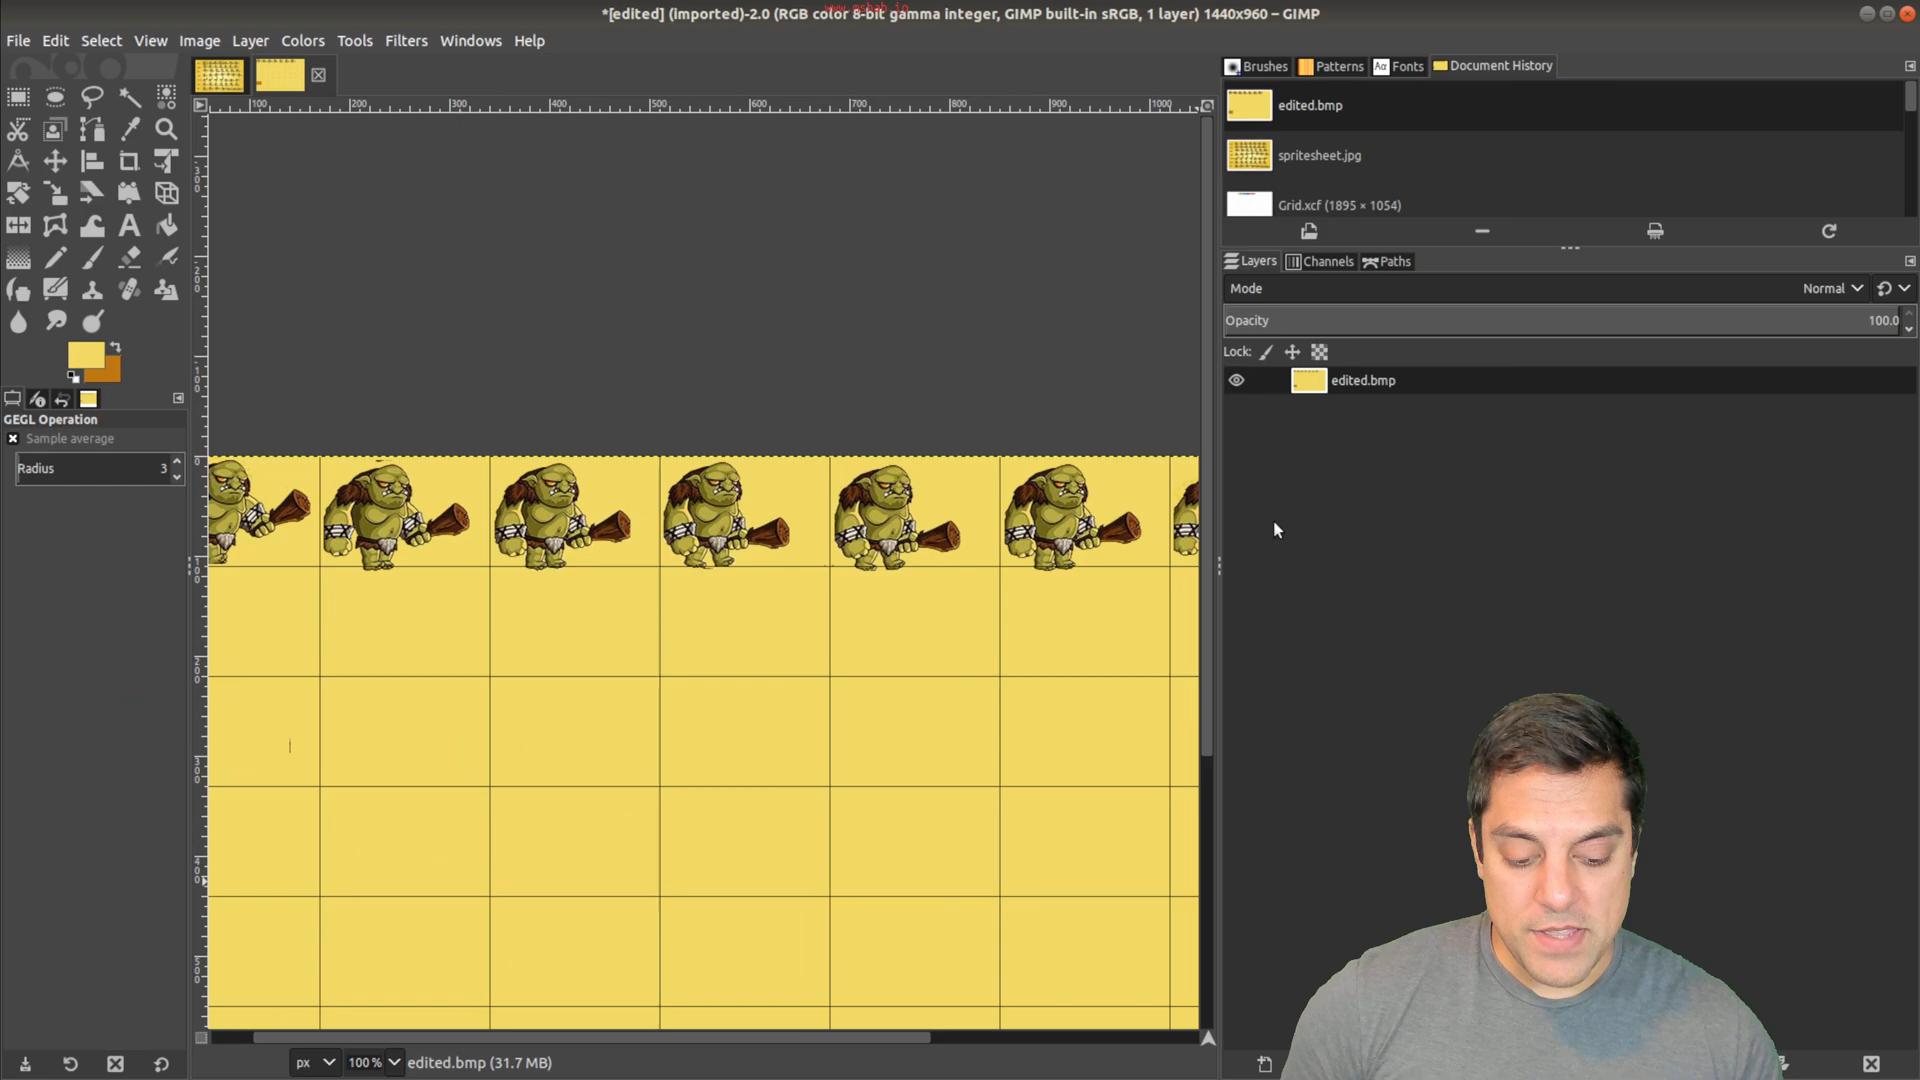 *[edited] (imported)-2.0 (RGB color 8-bit gamma integer, GIMP built-in sRGB, 1 layer) 1440x960 – GIMP
www.mshah.io
File Edit Select View Image Layer Colors Tools Filters Windows Help
Brushes Patterns Aa Fonts Document History
100 200 300 400 500 600 700 800 900 1000
edited.bmp
spritesheet.jpg
Grid.xcf (1895 × 1054)
Layers Channels Paths
Mode Normal
Opacity 100.0
Lock:
edited.bmp
GEGL Operation
Sample average
Radius 3
px 100 % edited.bmp (31.7 MB)